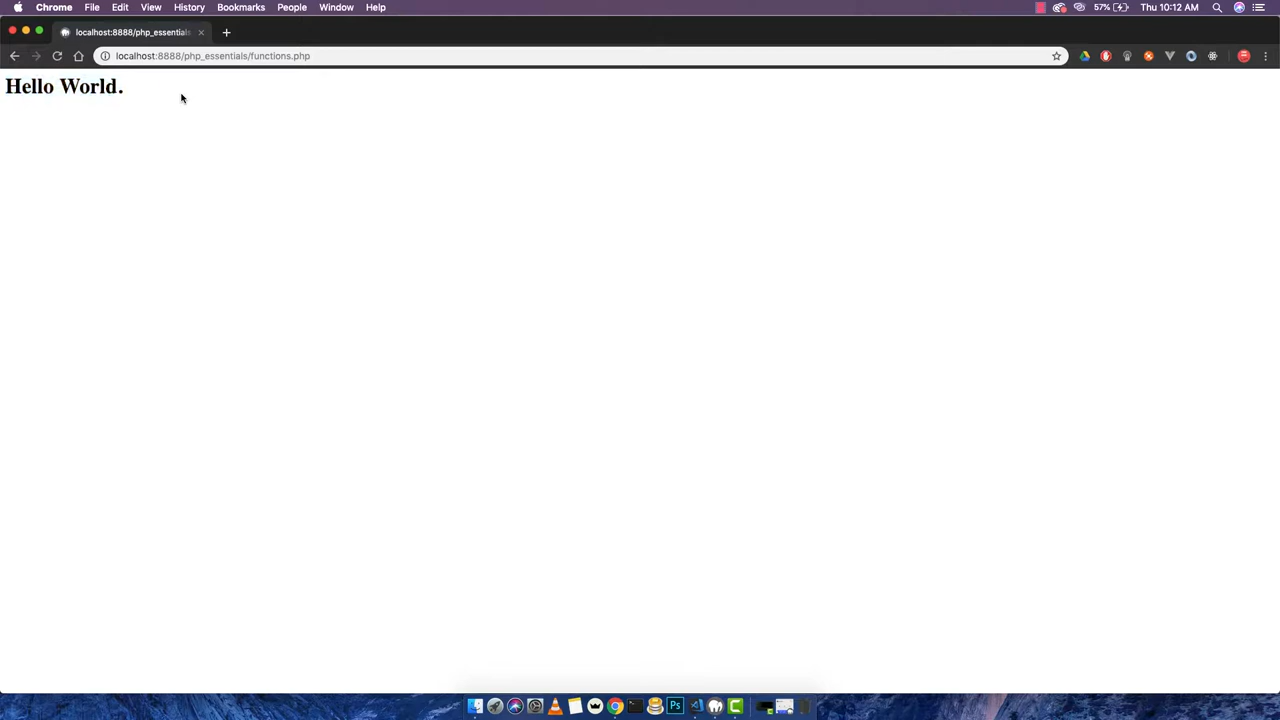 Chrome File Edit View History Bookmarks People Window Help 57% Thu 10:12 AM
localhost:8888/php_essentials
localhost:8888/php_essentials/functions.php
Hello World.
Ps